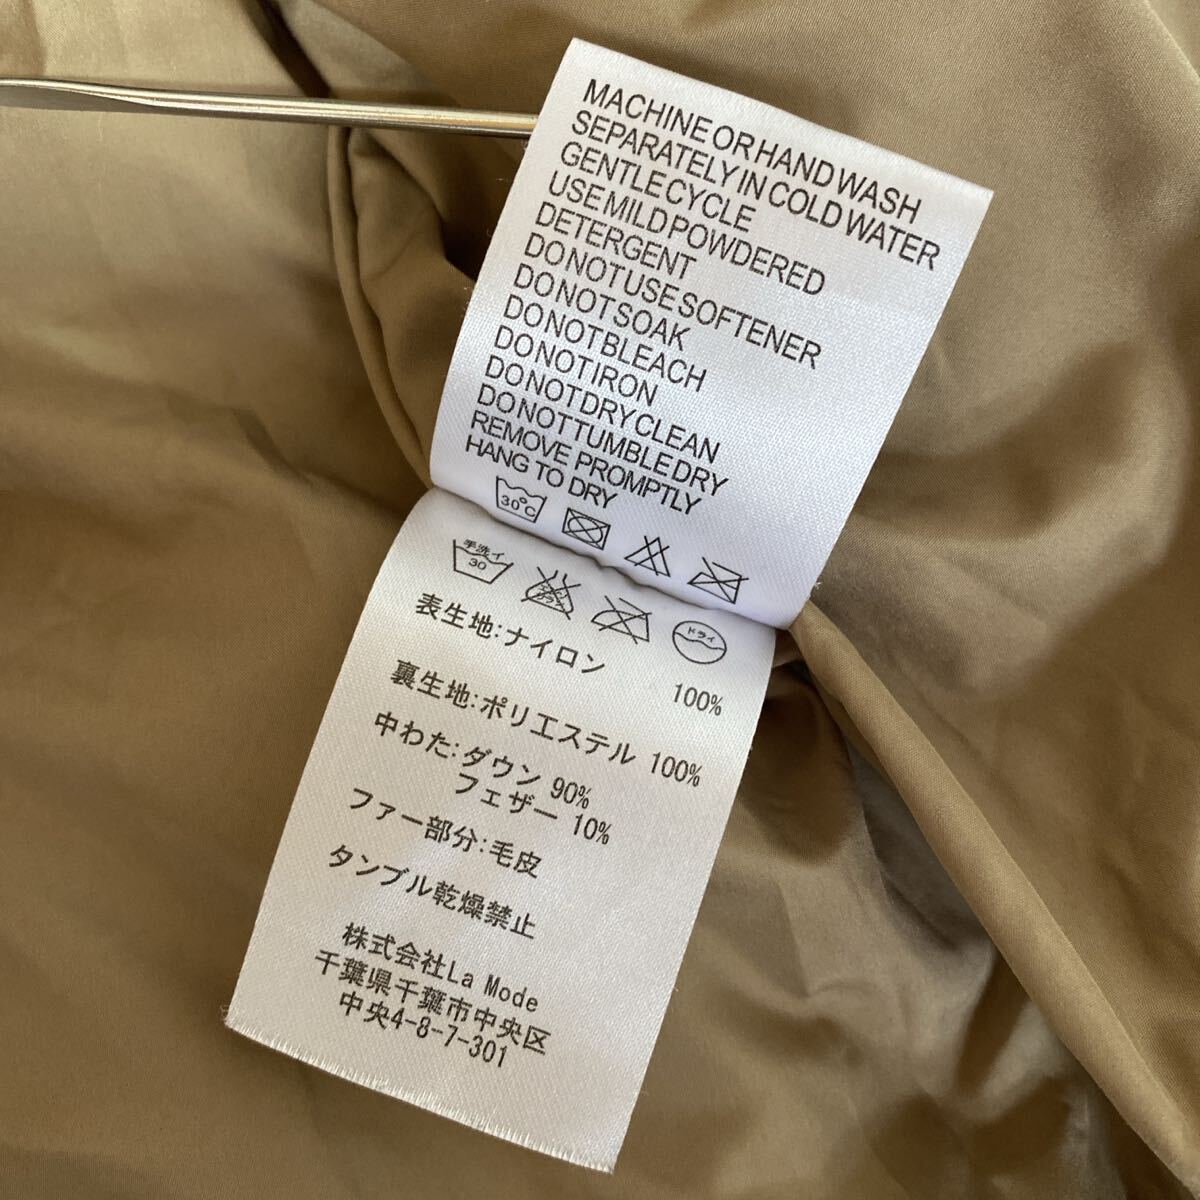 MACHINE OR HAND WASH
SEPARATELY IN COLD WATER
GENTLE CYCLE
USE MILD POWDERED
DETERGENT
DO NOT USE SOFTENER
DO NOT SOAK
DO NOT BLEACH
DO NOT IRON
DO NOT DRY CLEAN
DO NOT TUMBLE DRY
REMOVE PROMPTLY
HANG TO DRY
30°C
手洗イ
30
ドライ
表生地:ナイロン 100%
裏生地:ポリエステル 100%
中わた:ダウン 90%
フェザー 10%
ファー部分:毛皮
タンブル乾燥禁止
株式会社La Mode
千葉県千葉市中央区
中央4-8-7-301